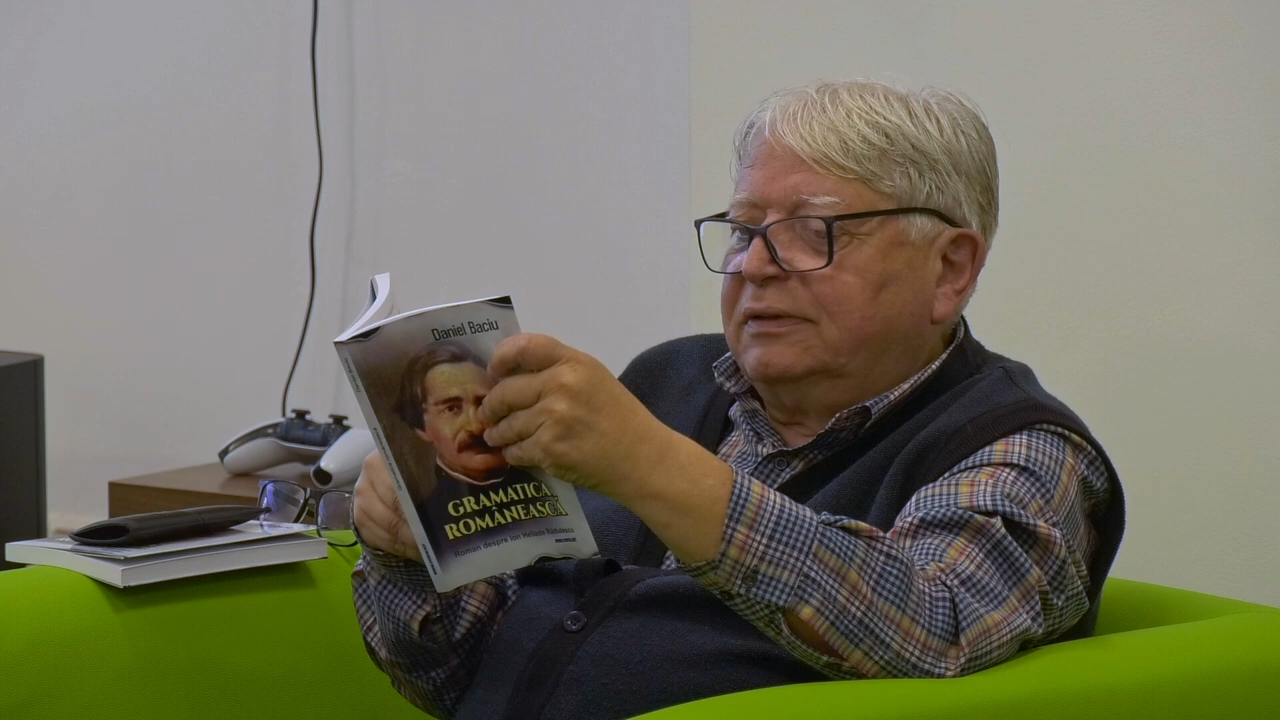 Daniel Baciu
GRAMATICA
ROMÂNEASCĂ
Roman despre Ion Heliade Rădulescu